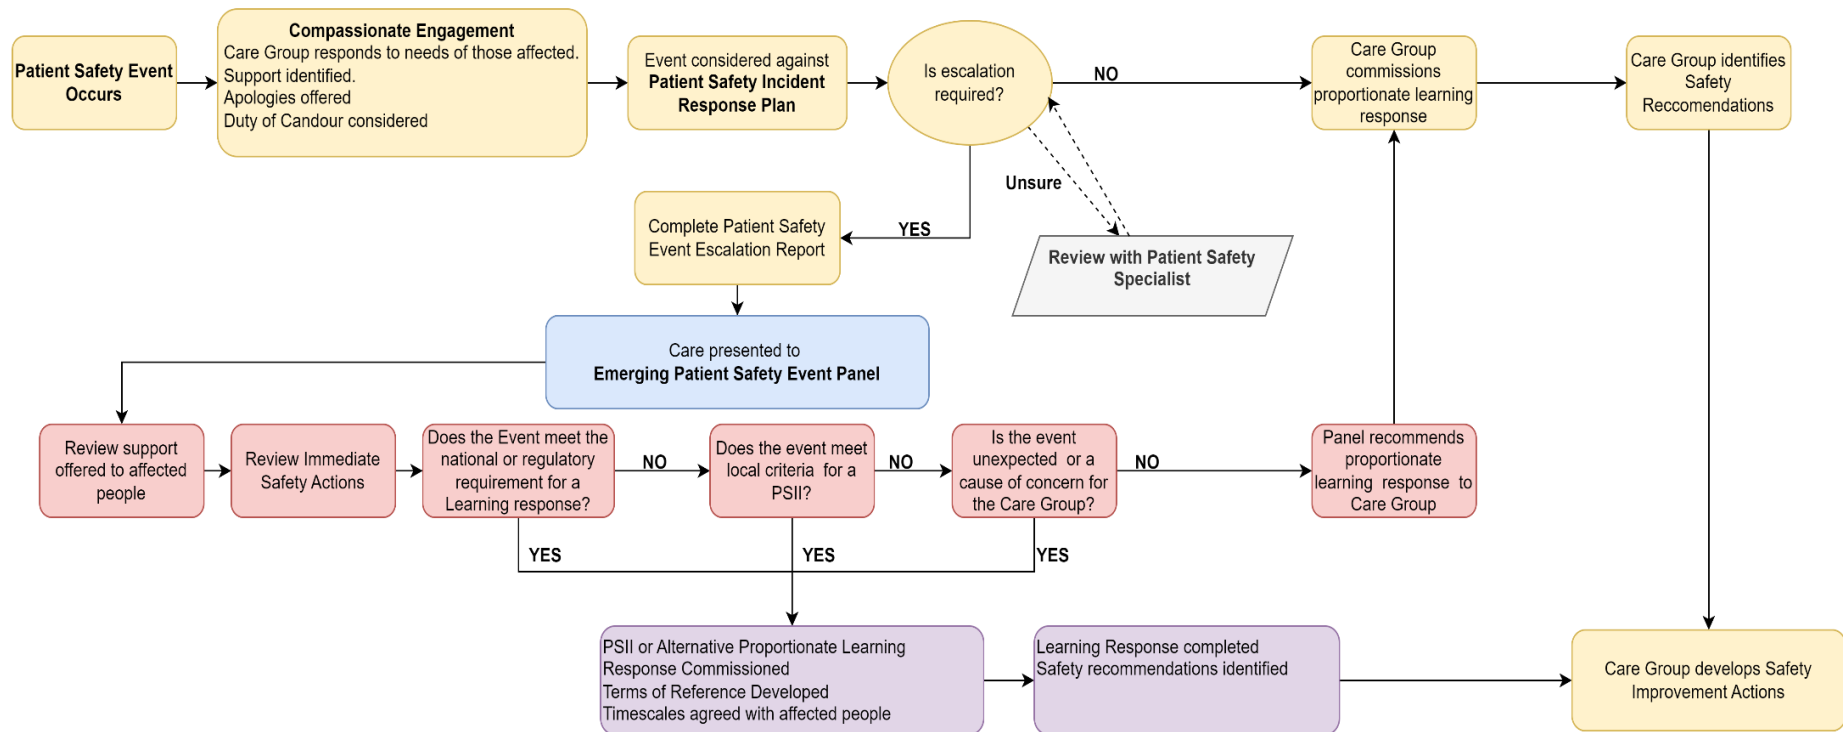 Patient Safety Event
Occurs
Compassionate Engagement
Care Group responds to needs of those affected.
Support identified.
Apologies offered
Duty of Candour considered
Event considered against
Patient Safety Incident
Response Plan
Is escalation
required?
NO
Care Group
commissions
proportionate learning
response
Care Group identifies
Safety
Reccomendations
Unsure
YES
Complete Patient Safety
Event Escalation Report
Review with Patient Safety
Specialist
Care presented to
Emerging Patient Safety Event Panel
Review support
offered to affected
people
Review Immediate
Safety Actions
Does the Event meet the
national or regulatory
requirement for a
Learning response?
NO
Does the event meet
local criteria for a
PSII?
NO
Is the event
unexpected or a
cause of concern for
the Care Group?
NO
Panel recommends
proportionate
learning response to
Care Group
YES
YES
YES
PSII or Alternative Proportionate Learning
Response Commissioned
Terms of Reference Developed
Timescales agreed with affected people
Learning Response completed
Safety recommendations identified
Care Group develops Safety
Improvement Actions